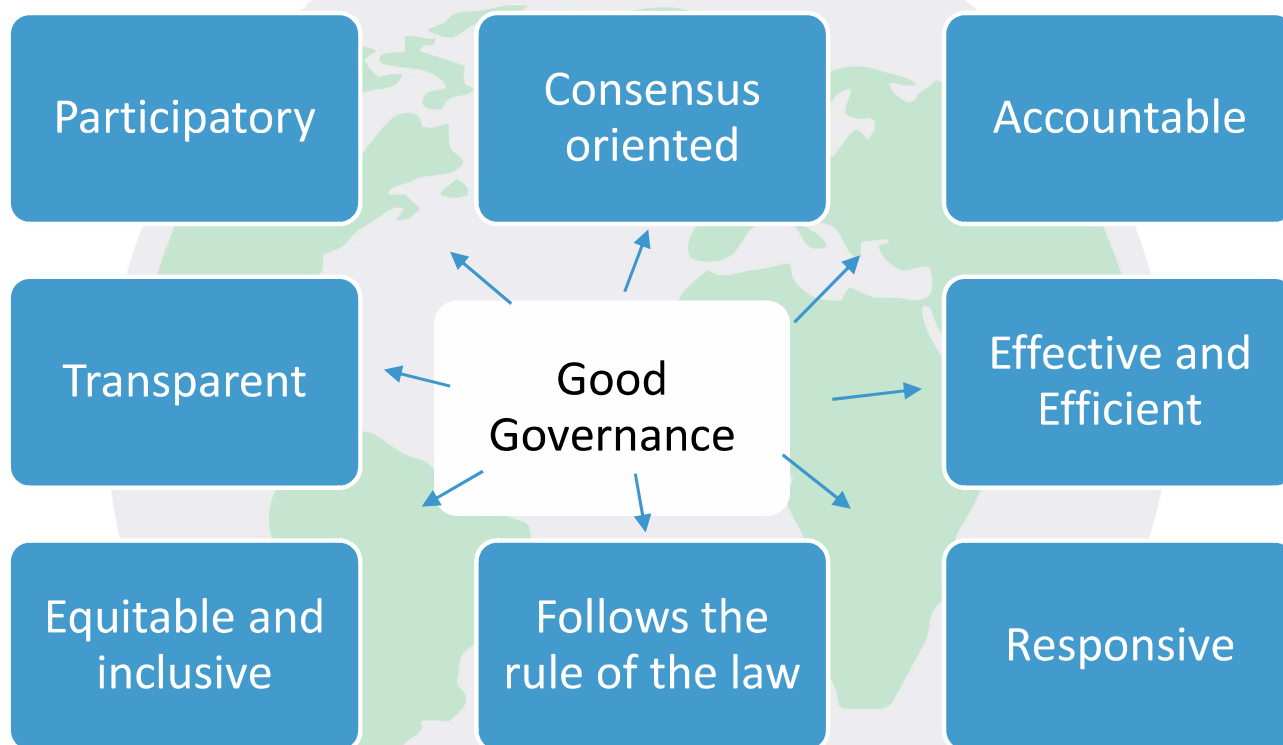 Participatory
Consensus
oriented
Accountable
Transparent
Good
Governance
Effective and
Efficient
Equitable and
inclusive
Follows the
rule of the law
Responsive